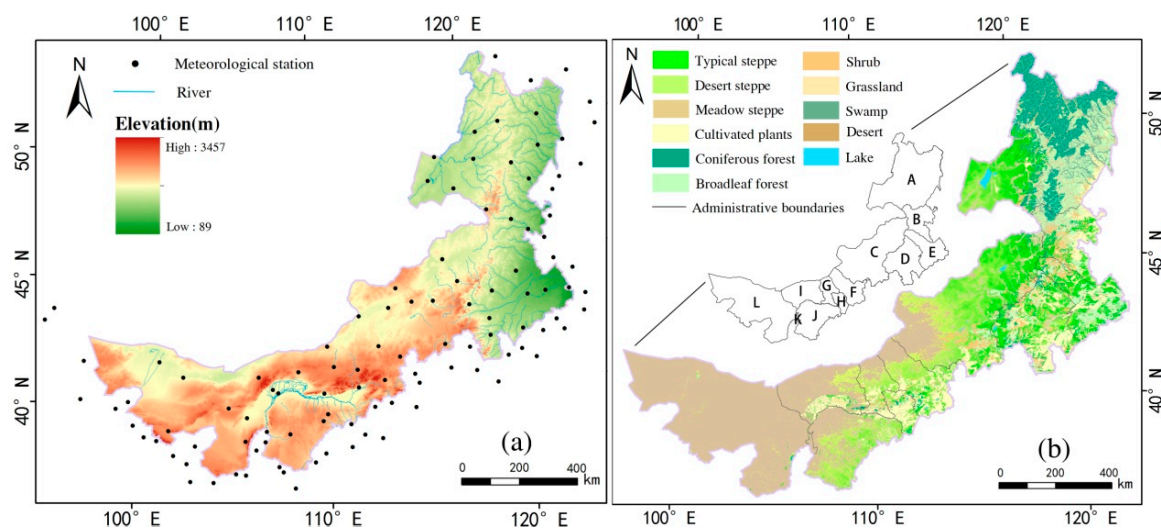 100° E
110° E
120° E
N
Meteorological station
River
Elevation(m)
High : 3457
Low : 89
50° N
45° N
40° N
(a)
0 200 400
km
100° E
110° E
120° E
100° E
110° E
120° E
N
Typical steppe
Desert steppe
Meadow steppe
Cultivated plants
Coniferous forest
Broadleaf forest
Administrative boundaries
Shrub
Grassland
Swamp
Desert
Lake
A
B
C
D
E
F
G
H
I
J
K
L
50° N
45° N
40° N
(b)
0 200 400
km
100° E
110° E
120° E